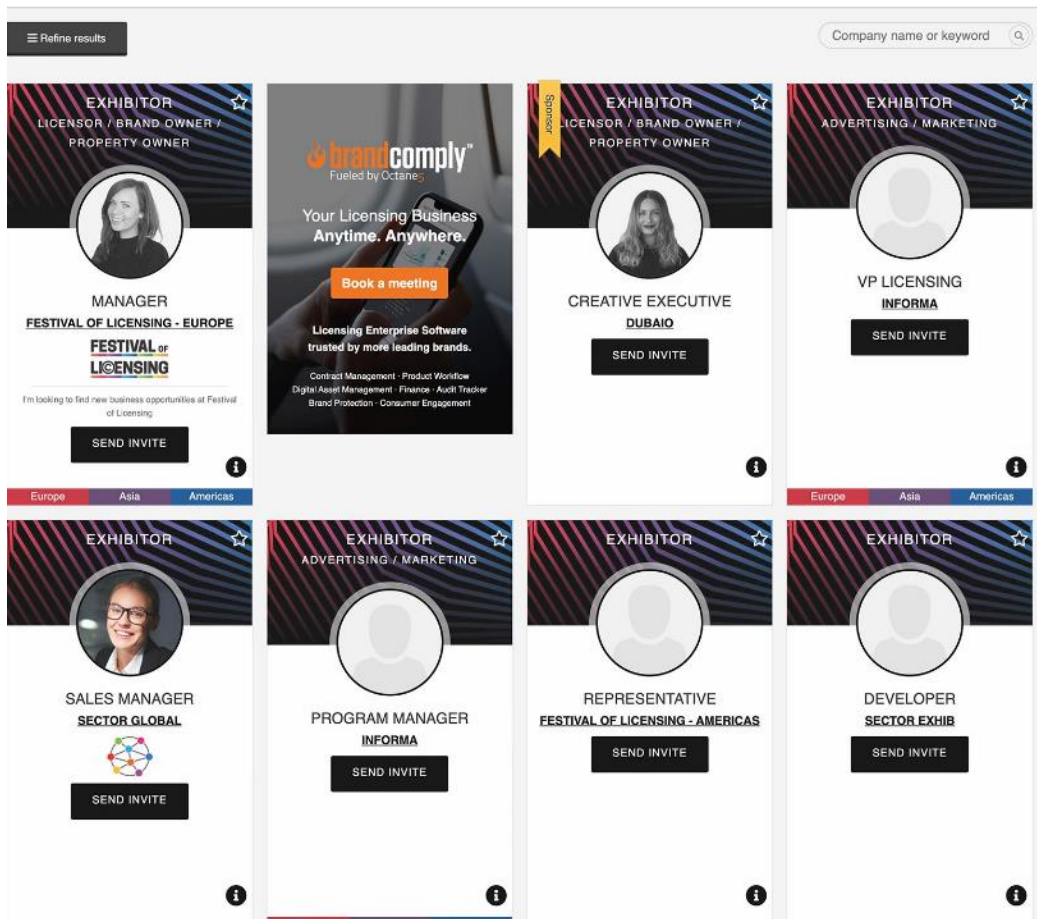 Refine results
Company name or keyword
EXHIBITOR
LICENSOR / BRAND OWNER /
PROPERTY OWNER
MANAGER
FESTIVAL OF LICENSING - EUROPE
FESTIVAL OF
LICENSING
I'm looking to find new business opportunities at Festival
of Licensing
SEND INVITE
Europe Asia Americas
brandcomply™
Fueled by Octane5
Your Licensing Business
Anytime. Anywhere.
Book a meeting
Licensing Enterprise Software
trusted by more leading brands.
Contract Management · Product Workflow
Digital Asset Management · Finance · Audit Tracker
Brand Protection · Consumer Engagement
Sponsor
EXHIBITOR
LICENSOR / BRAND OWNER /
PROPERTY OWNER
CREATIVE EXECUTIVE
DUBAIO
SEND INVITE
EXHIBITOR
ADVERTISING / MARKETING
VP LICENSING
INFORMA
SEND INVITE
Europe Asia Americas
EXHIBITOR
SALES MANAGER
SECTOR GLOBAL
SEND INVITE
EXHIBITOR
ADVERTISING / MARKETING
PROGRAM MANAGER
INFORMA
SEND INVITE
EXHIBITOR
REPRESENTATIVE
FESTIVAL OF LICENSING - AMERICAS
SEND INVITE
EXHIBITOR
DEVELOPER
SECTOR EXHIB
SEND INVITE